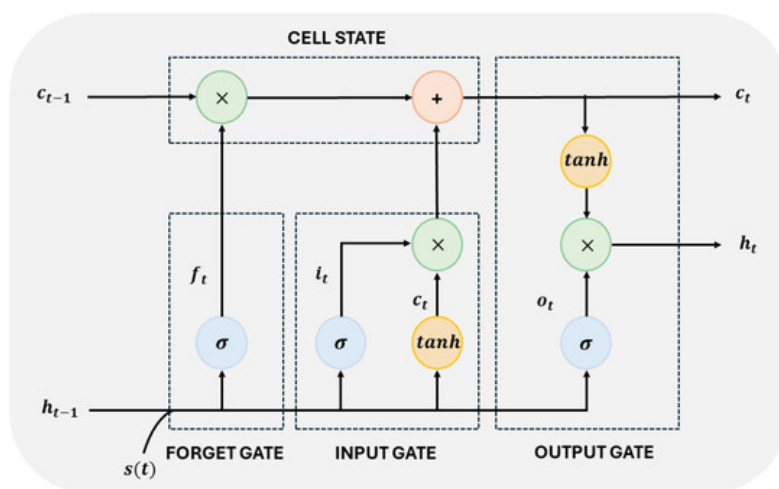 CELL STATE
c_{t-1}
×
+
c_t
tanh
f_t
i_t
×
×
h_t
c_t
o_t
σ
σ
tanh
σ
h_{t-1}
s(t)
FORGET GATE
INPUT GATE
OUTPUT GATE